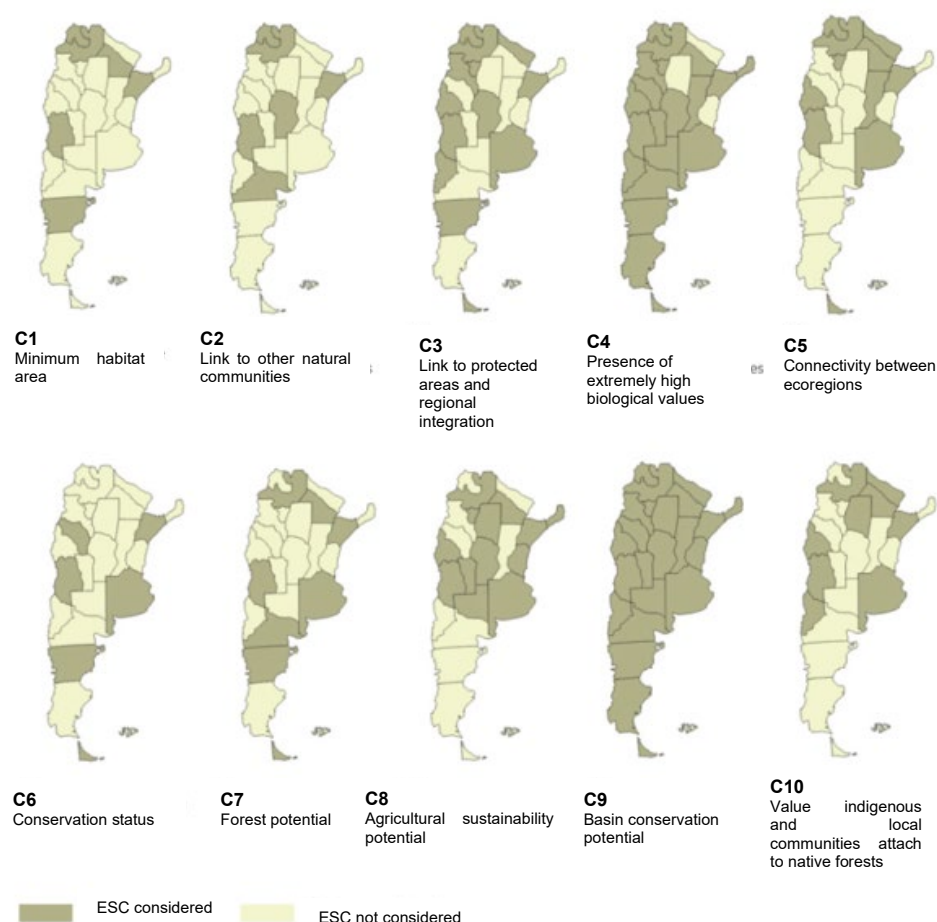 C1
Minimum habitat
area
C2
Link to other natural
communities
C3
Link to protected
areas and
regional
integration
C4
Presence of
extremely high
biological values
C5
Connectivity between
ecoregions
C6
Conservation status
C7
Forest potential
C8
Agricultural sustainability
potential
C9
Basin conservation
potential
C10
Value indigenous
and local
communities attach
to native forests
ESC considered
ESC not considered